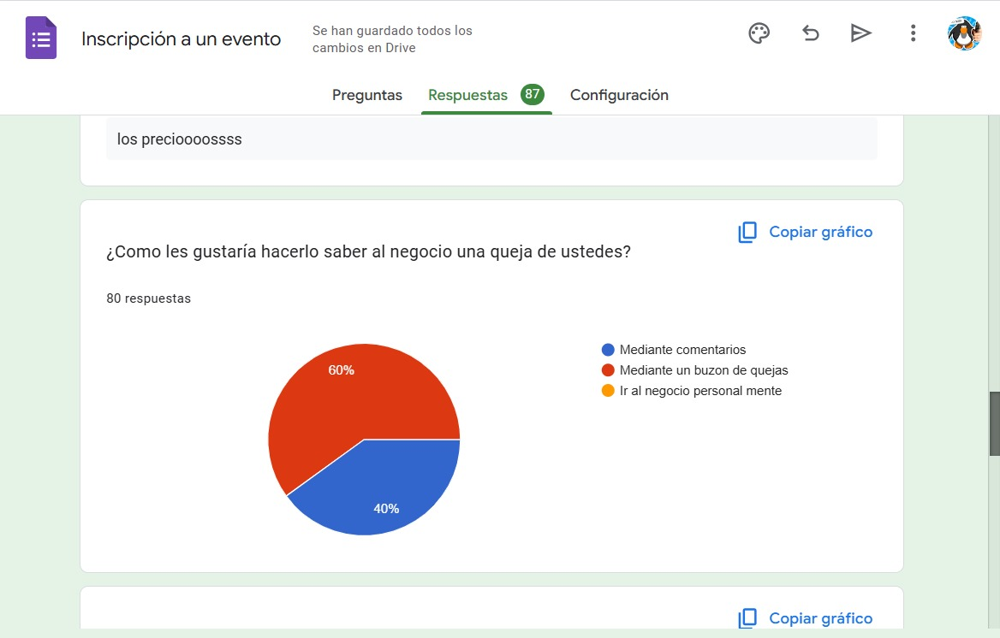 Inscripción a un evento
Se han guardado todos los
cambios en Drive
Preguntas
Respuestas 87
Configuración
los precioooossss
Copiar gráfico
¿Como les gustaría hacerlo saber al negocio una queja de ustedes?
80 respuestas
60%
40%
Mediante comentarios
Mediante un buzon de quejas
Ir al negocio personal mente
Copiar gráfico